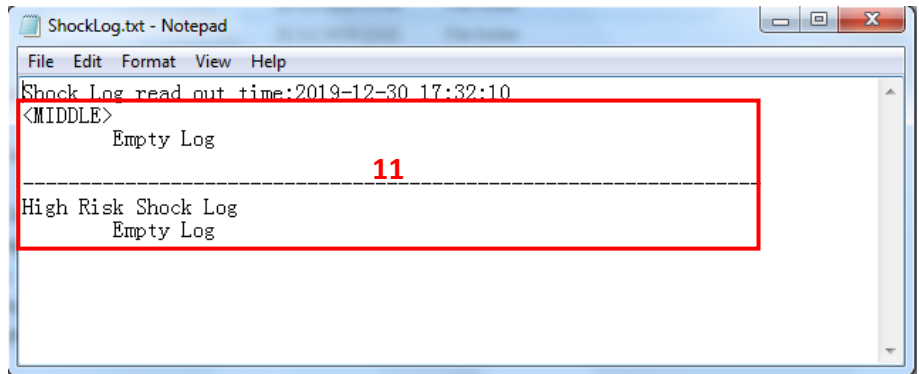 ShockLog.txt - Notepad
File Edit Format View Help
Shock Log read out time:2019-12-30 17:32:10
<MIDDLE>
Empty Log
11
--------------------------------------------------------------
High Risk Shock Log
Empty Log